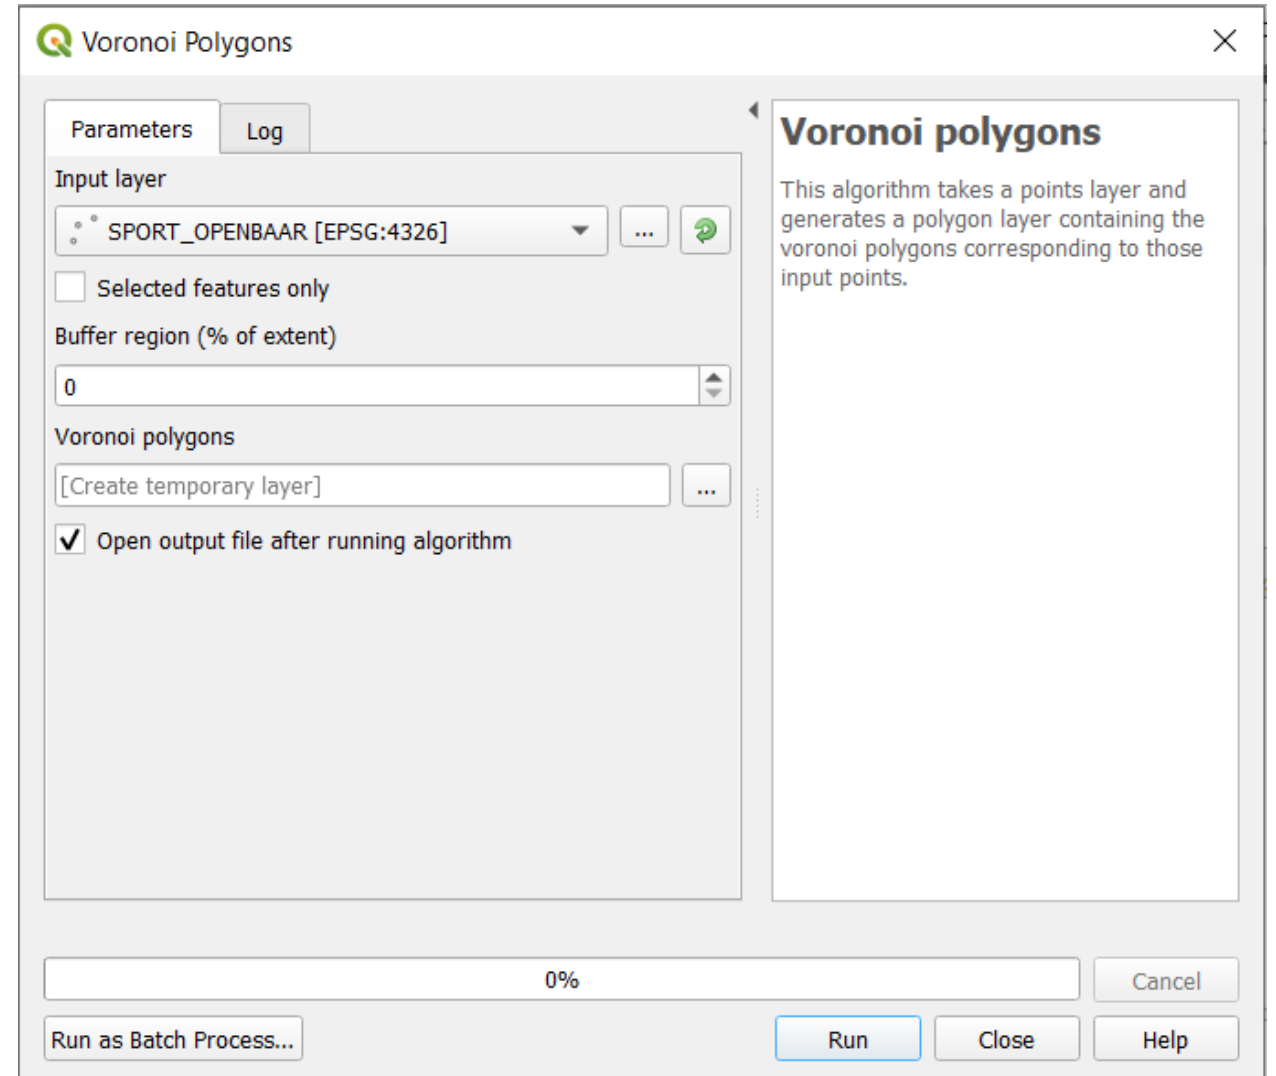 Voronoi Polygons
Parameters
Log
Input layer
SPORT_OPENBAAR [EPSG:4326]
...
Selected features only
Buffer region (% of extent)
0
Voronoi polygons
[Create temporary layer]
...
Open output file after running algorithm
Voronoi polygons
This algorithm takes a points layer and
generates a polygon layer containing the
voronoi polygons corresponding to those
input points.
0%
Cancel
Run as Batch Process...
Run
Close
Help